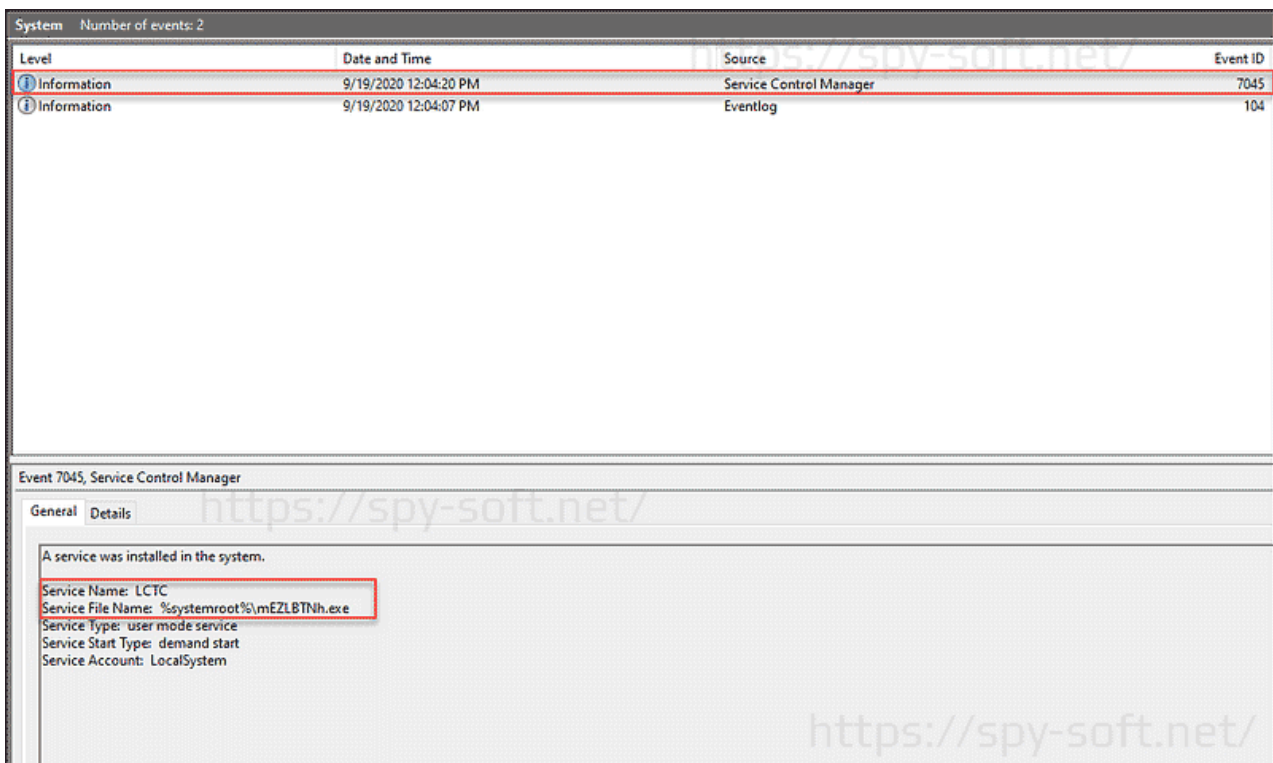 System Number of events: 2
https://spy-soft.net/
Level Date and Time Source Event ID
Information 9/19/2020 12:04:20 PM Service Control Manager 7045
Information 9/19/2020 12:04:07 PM Eventlog 104
Event 7045, Service Control Manager
https://spy-soft.net/
General Details
A service was installed in the system.
Service Name: LCTC
Service File Name: %systemroot%\mEZLBTNh.exe
Service Type: user mode service
Service Start Type: demand start
Service Account: LocalSystem
https://spy-soft.net/